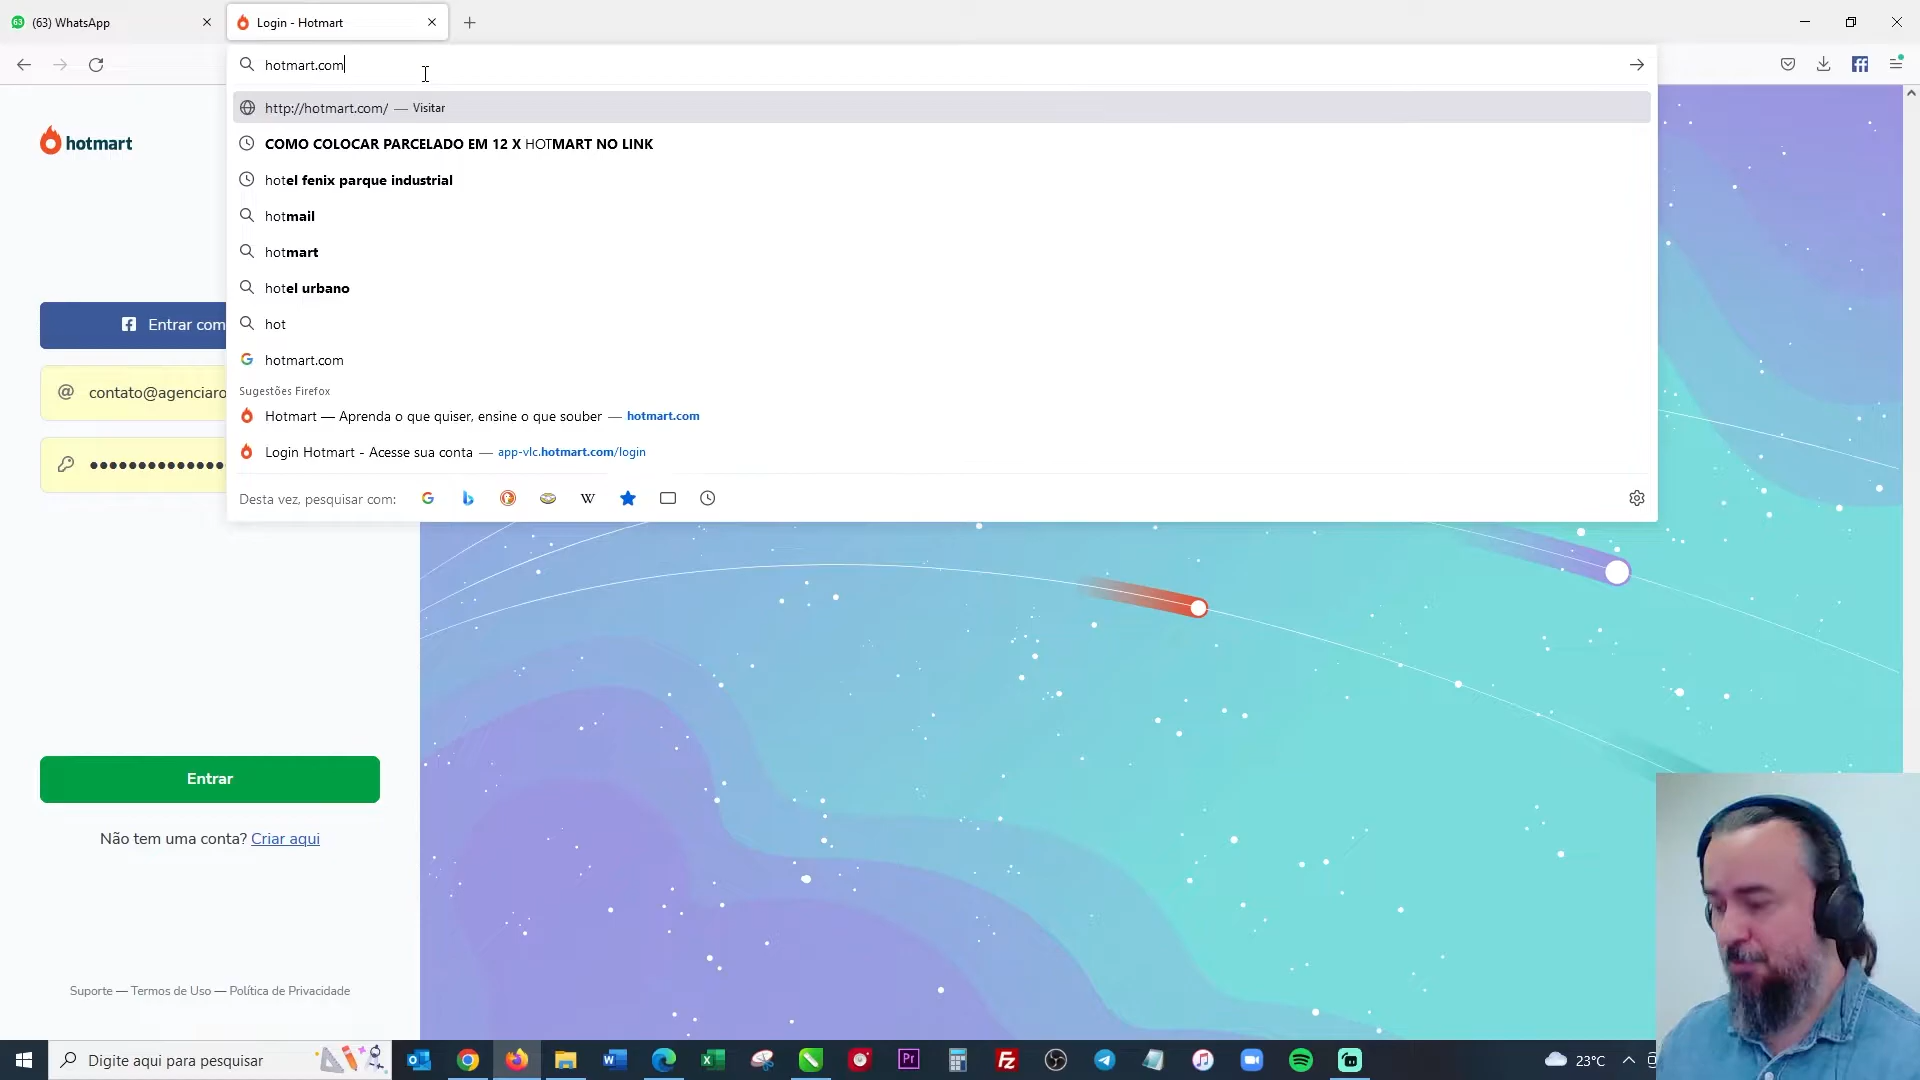 (63) WhatsApp
Login - Hotmart
hotmart.com
http://hotmart.com/ — Visitar
hotmart
COMO COLOCAR PARCELADO EM 12 X HOTMART NO LINK
hotel fenix parque industrial
hotmail
hotmart
hotel urbano
Entrar com
hot
hotmart.com
contato@agenciaro
Sugestões Firefox
Hotmart — Aprenda o que quiser, ensine o que souber — hotmart.com
Login Hotmart - Acesse sua conta — app-vlc.hotmart.com/login
Desta vez, pesquisar com:
Entrar
Não tem uma conta? Criar aqui
Suporte — Termos de Uso — Política de Privacidade
Digite aqui para pesquisar
23°C